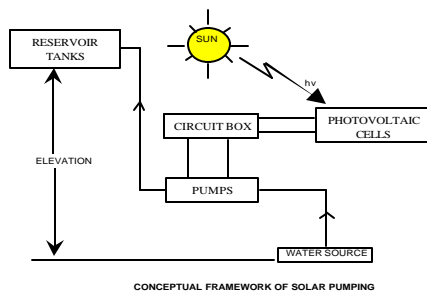 RESERVOIR
TANKS
SUN
hv
CIRCUIT BOX
PHOTOVOLTAIC
CELLS
ELEVATION
PUMPS
WATER SOURCE
CONCEPTUAL FRAMEWORK OF SOLAR PUMPING